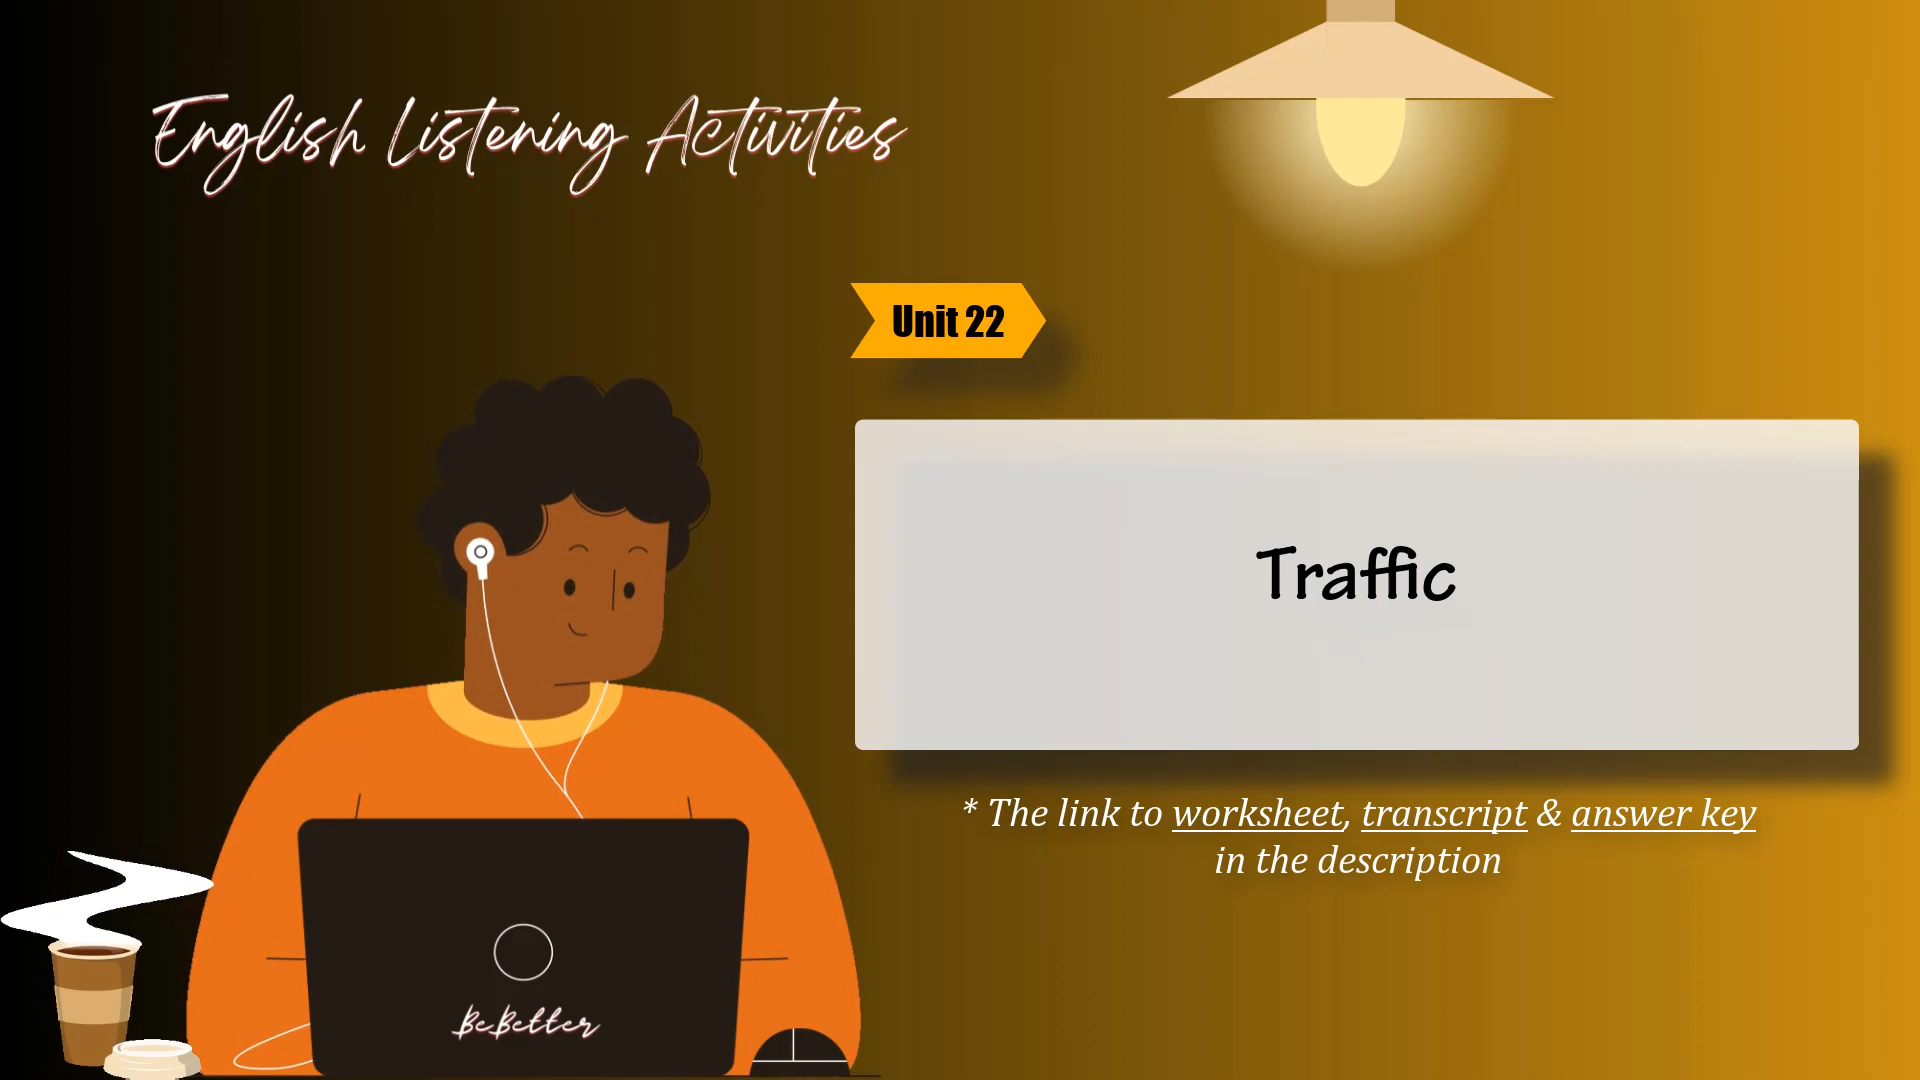 English Listening Activities
Unit 22
Traffic
* The link to worksheet, transcript & answer key
in the description
BeBetter